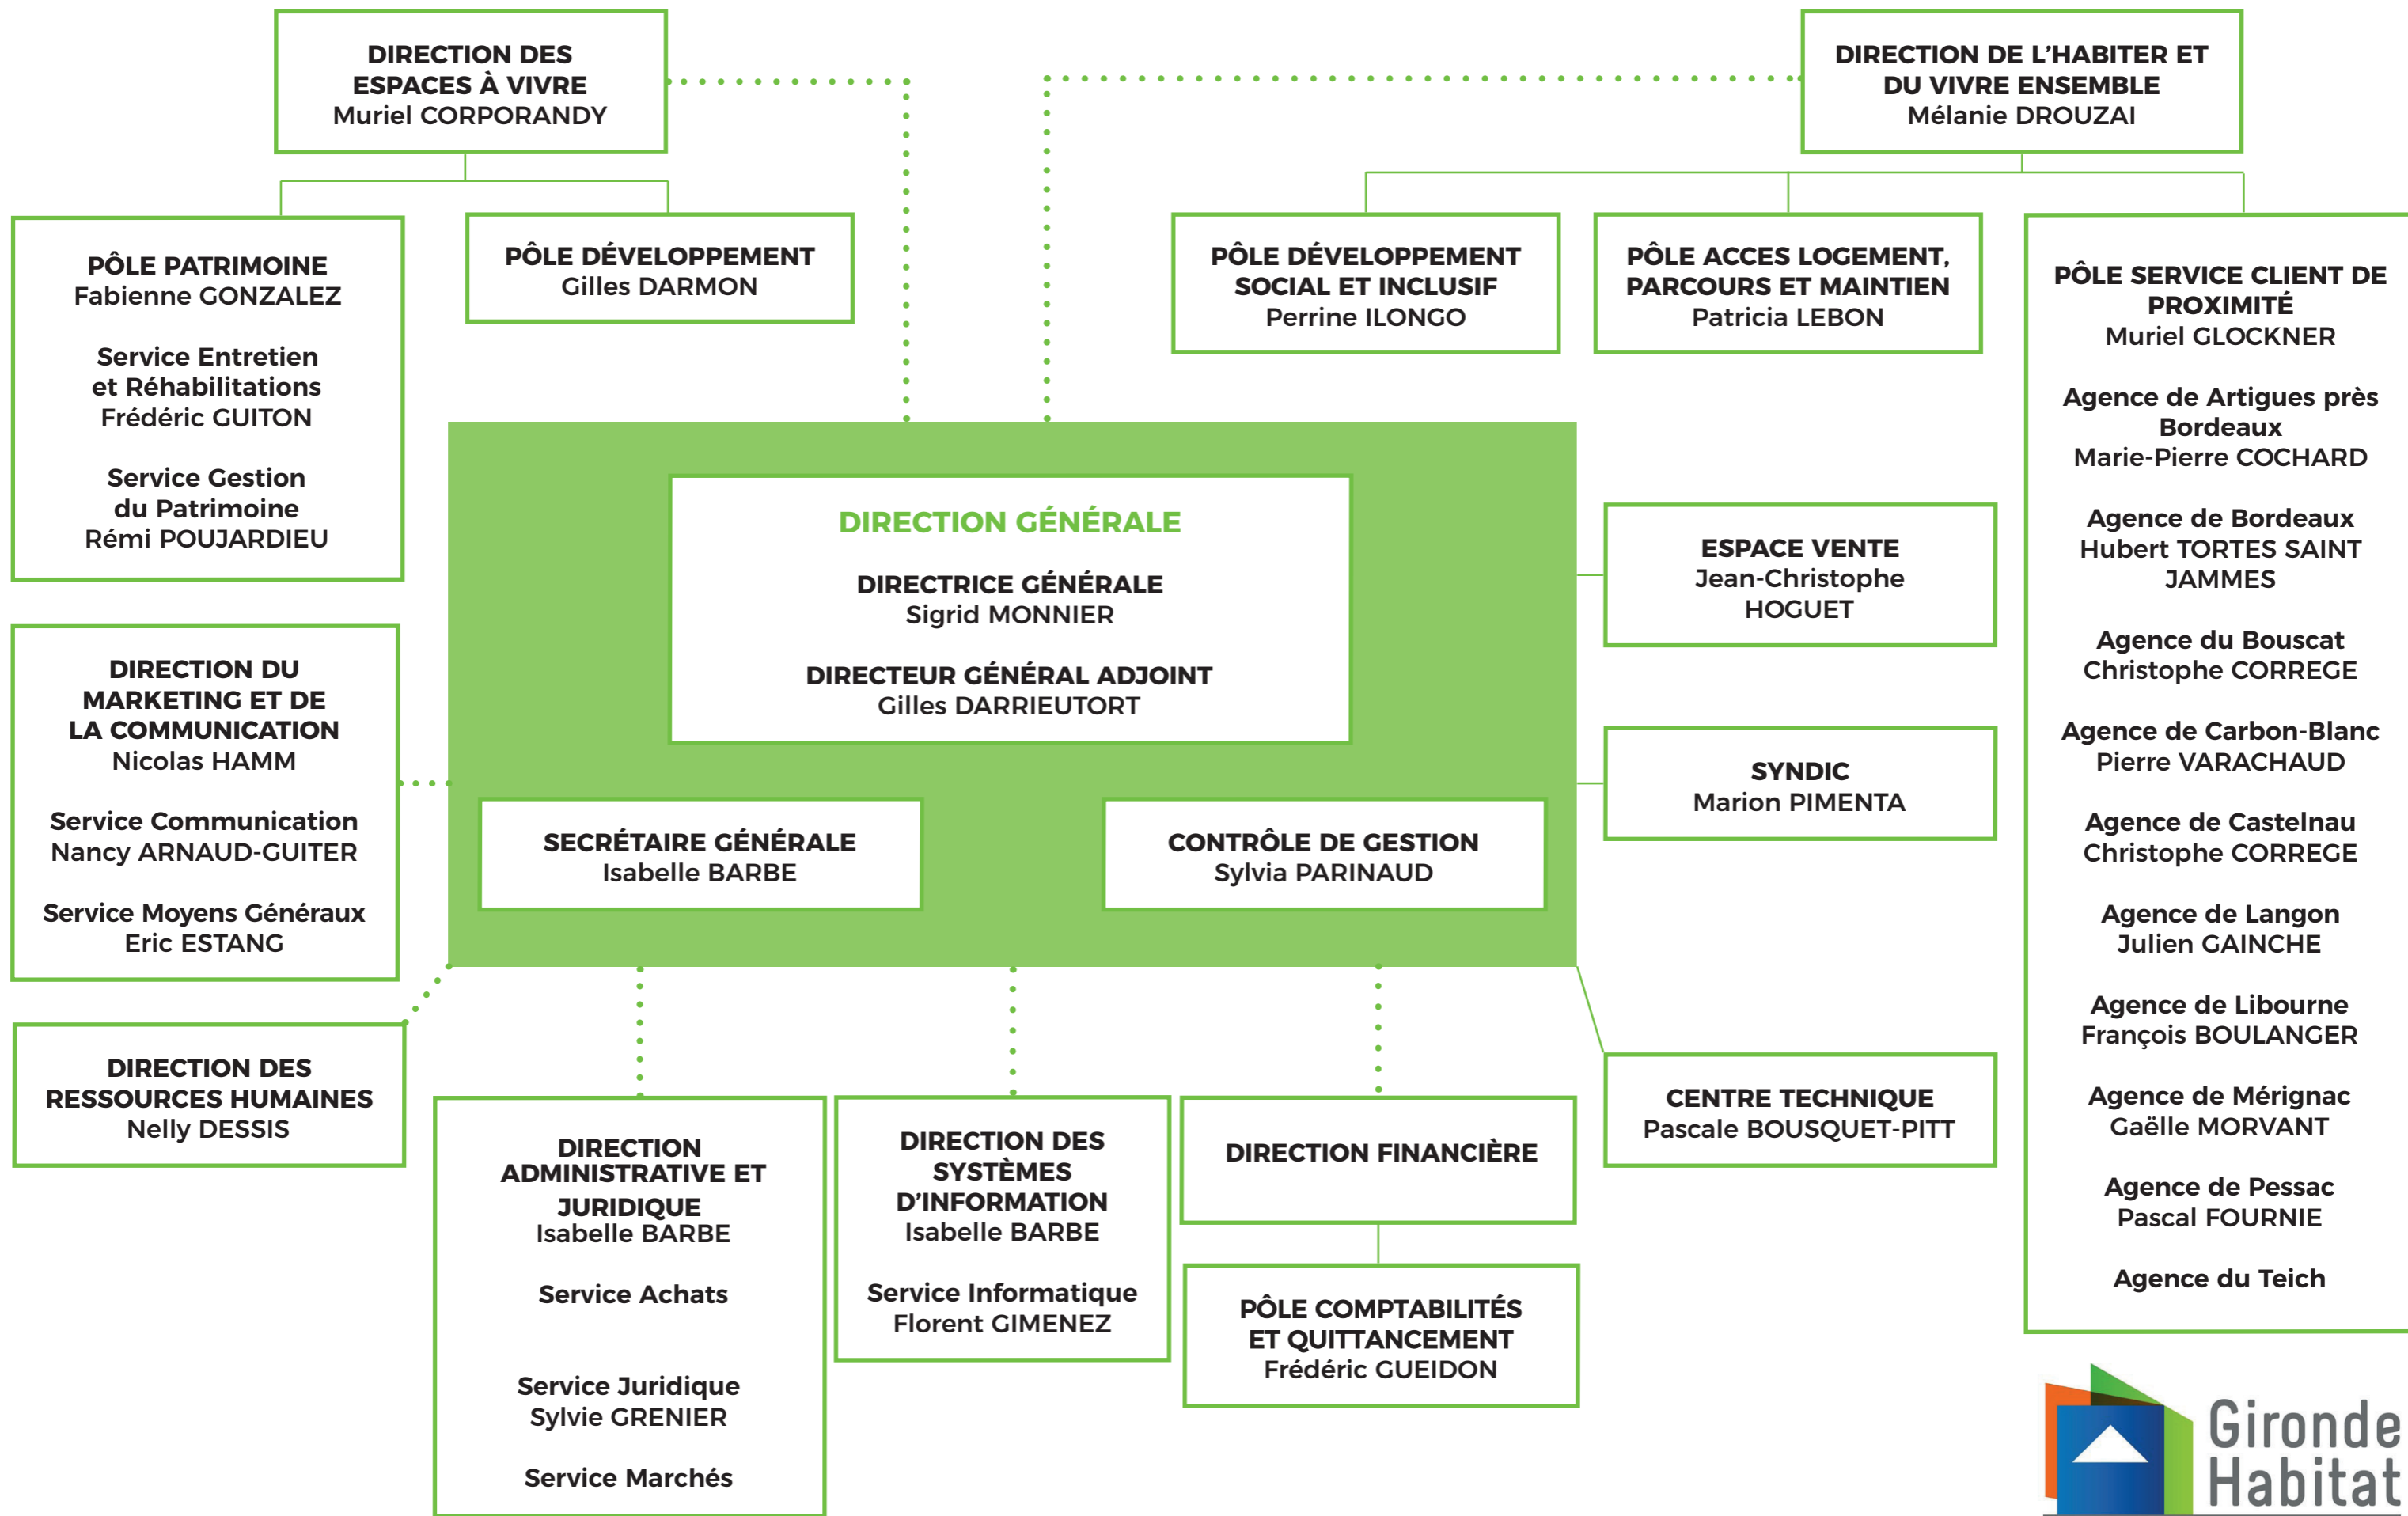 DIRECTION DES
ESPACES À VIVRE
Muriel CORPORANDY
DIRECTION DE L'HABITER ET
DU VIVRE ENSEMBLE
Mélanie DROUZAI
PÔLE PATRIMOINE
Fabienne GONZALEZ
Service Entretien
et Réhabilitations
Frédéric GUITON
Service Gestion
du Patrimoine
Rémi POUJARDIEU
PÔLE DÉVELOPPEMENT
Gilles DARMON
PÔLE DÉVELOPPEMENT
SOCIAL ET INCLUSIF
Perrine ILONGO
PÔLE ACCES LOGEMENT,
PARCOURS ET MAINTIEN
Patricia LEBON
PÔLE SERVICE CLIENT DE
PROXIMITÉ
Muriel GLOCKNER
Agence de Artigues près
Bordeaux
Marie-Pierre COCHARD
Agence de Bordeaux
Hubert TORTES SAINT
JAMMES
Agence du Bouscat
Christophe CORREGE
Agence de Carbon-Blanc
Pierre VARACHAUD
Agence de Castelnau
Christophe CORREGE
Agence de Langon
Julien GAINCHE
Agence de Libourne
François BOULANGER
Agence de Mérignac
Gaëlle MORVANT
Agence de Pessac
Pascal FOURNIE
Agence du Teich
DIRECTION GÉNÉRALE
DIRECTRICE GÉNÉRALE
Sigrid MONNIER
DIRECTEUR GÉNÉRAL ADJOINT
Gilles DARRIEUTORT
SECRÉTAIRE GÉNÉRALE
Isabelle BARBE
CONTRÔLE DE GESTION
Sylvia PARINAUD
ESPACE VENTE
Jean-Christophe
HOGUET
SYNDIC
Marion PIMENTA
DIRECTION DU
MARKETING ET DE
LA COMMUNICATION
Nicolas HAMM
Service Communication
Nancy ARNAUD-GUITER
Service Moyens Généraux
Eric ESTANG
DIRECTION DES
RESSOURCES HUMAINES
Nelly DESSIS
DIRECTION
ADMINISTRATIVE ET
JURIDIQUE
Isabelle BARBE
Service Achats
Service Juridique
Sylvie GRENIER
Service Marchés
DIRECTION DES
SYSTÈMES
D'INFORMATION
Isabelle BARBE
Service Informatique
Florent GIMENEZ
DIRECTION FINANCIÈRE
PÔLE COMPTABILITÉS
ET QUITTANCEMENT
Frédéric GUEIDON
CENTRE TECHNIQUE
Pascale BOUSQUET-PITT
Gironde
Habitat